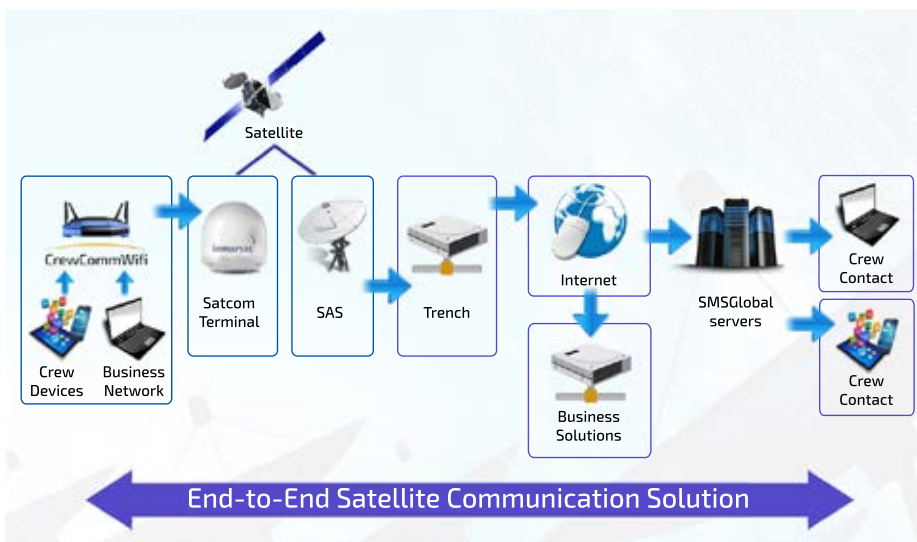 Satellite
CrewCommWifi
Crew
Devices
Business
Network
inmarsat
Satcom
Terminal
SAS
Trench
Internet
Business
Solutions
SMSGlobal
servers
Crew
Contact
Crew
Contact
End-to-End Satellite Communication Solution